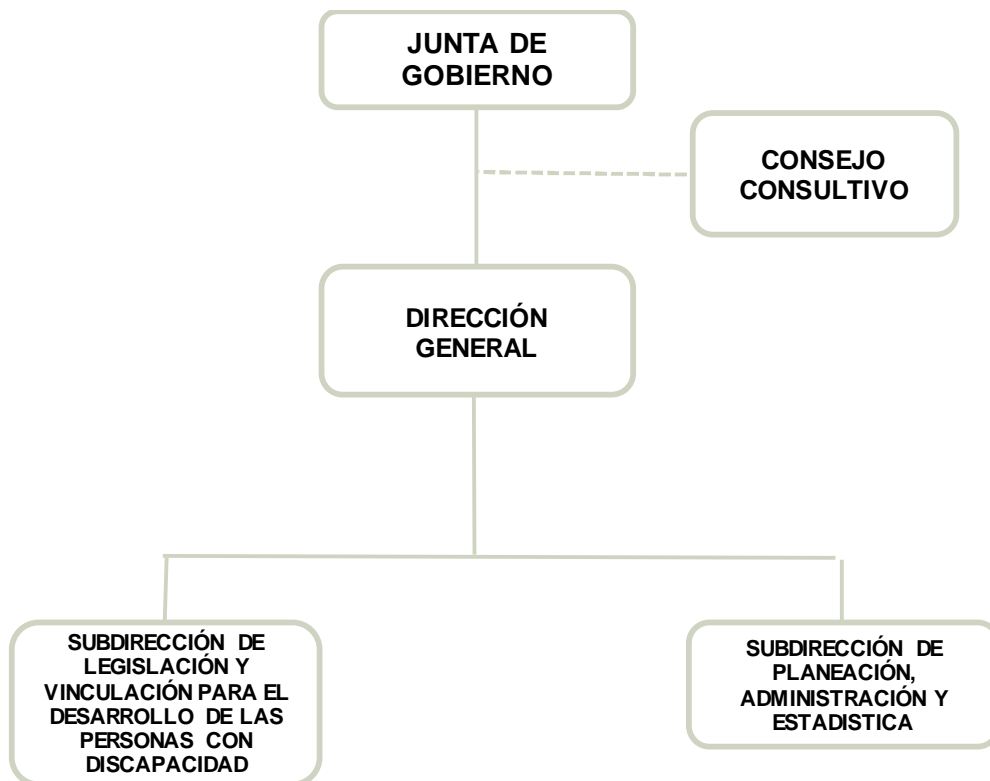 JUNTA DE
GOBIERNO
CONSEJO
CONSULTIVO
DIRECCIÓN
GENERAL
SUBDIRECCIÓN DE
LEGISLACIÓN Y
VINCULACIÓN PARA EL
DESARROLLO DE LAS
PERSONAS CON
DISCAPACIDAD
SUBDIRECCIÓN DE
PLANEACIÓN,
ADMINISTRACIÓN Y
ESTADISTICA